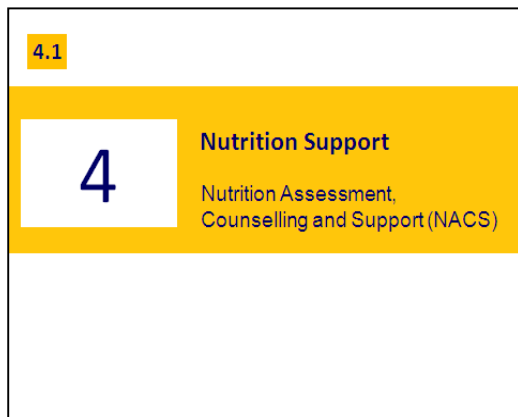 4.1
4
Nutrition Support
Nutrition Assessment,
Counselling and Support (NACS)